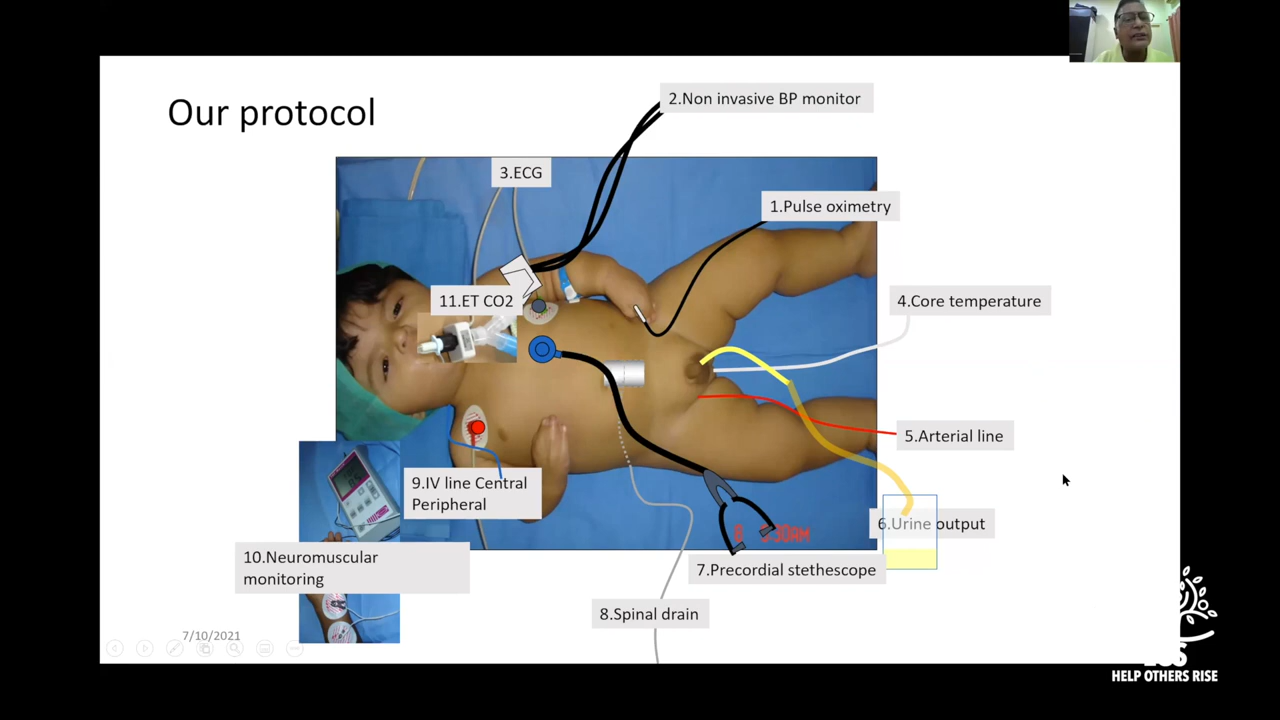 Our protocol
2.Non invasive BP monitor
3.ECG
1.Pulse oximetry
11.ET CO2
4.Core temperature
5.Arterial line
9.IV line Central
Peripheral
6.Urine output
10.Neuromuscular
monitoring
7.Precordial stethescope
8.Spinal drain
7/10/2021
HELP OTHERS RISE